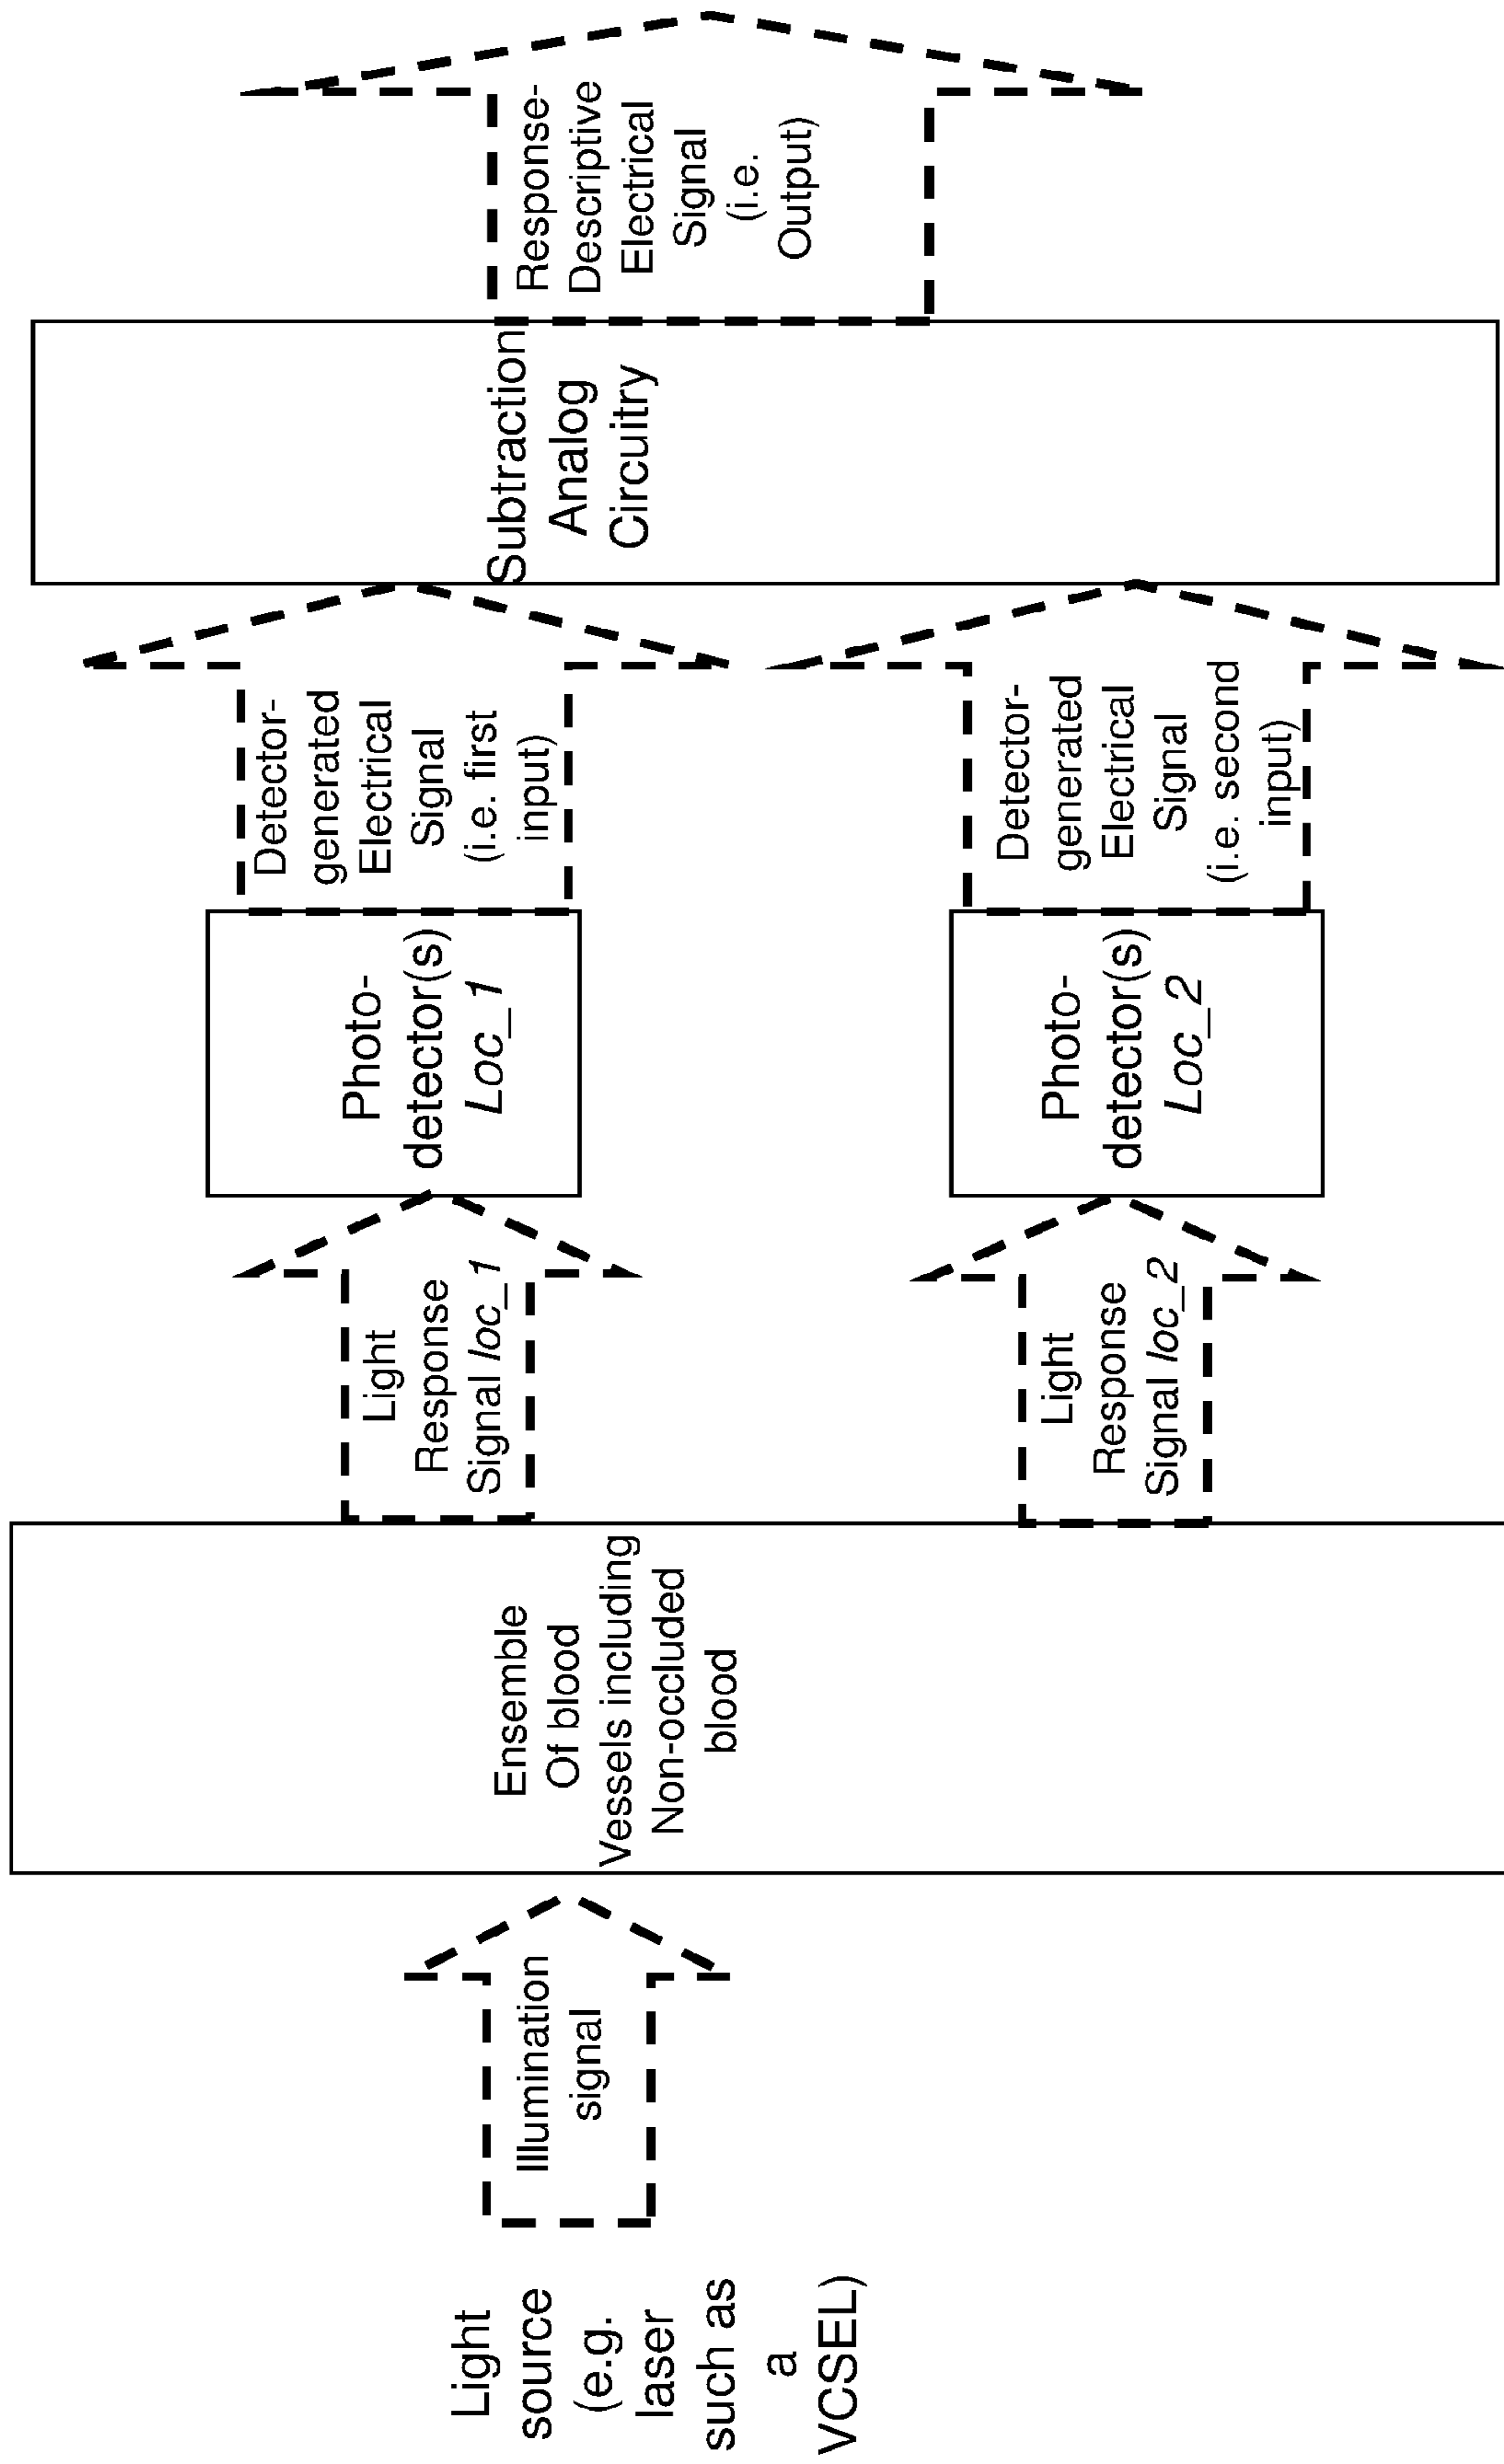 Light
source
(e.g.
laser
such as
a
VCSEL)
Illumination
signal
Ensemble
Of blood
Vessels including
Non-occluded
blood
Light
Response
Signal loc_1
Light
Response
Signal loc_2
Photo-
detector(s)
Loc_1
Photo-
detector(s)
Loc_2
Detector-
generated
Electrical
Signal
(i.e. first
input)
Detector-
generated
Electrical
Signal
(i.e. second
input)
Subtraction
Analog
Circuitry
Response-
Descriptive
Electrical
Signal
(i.e.
Output)